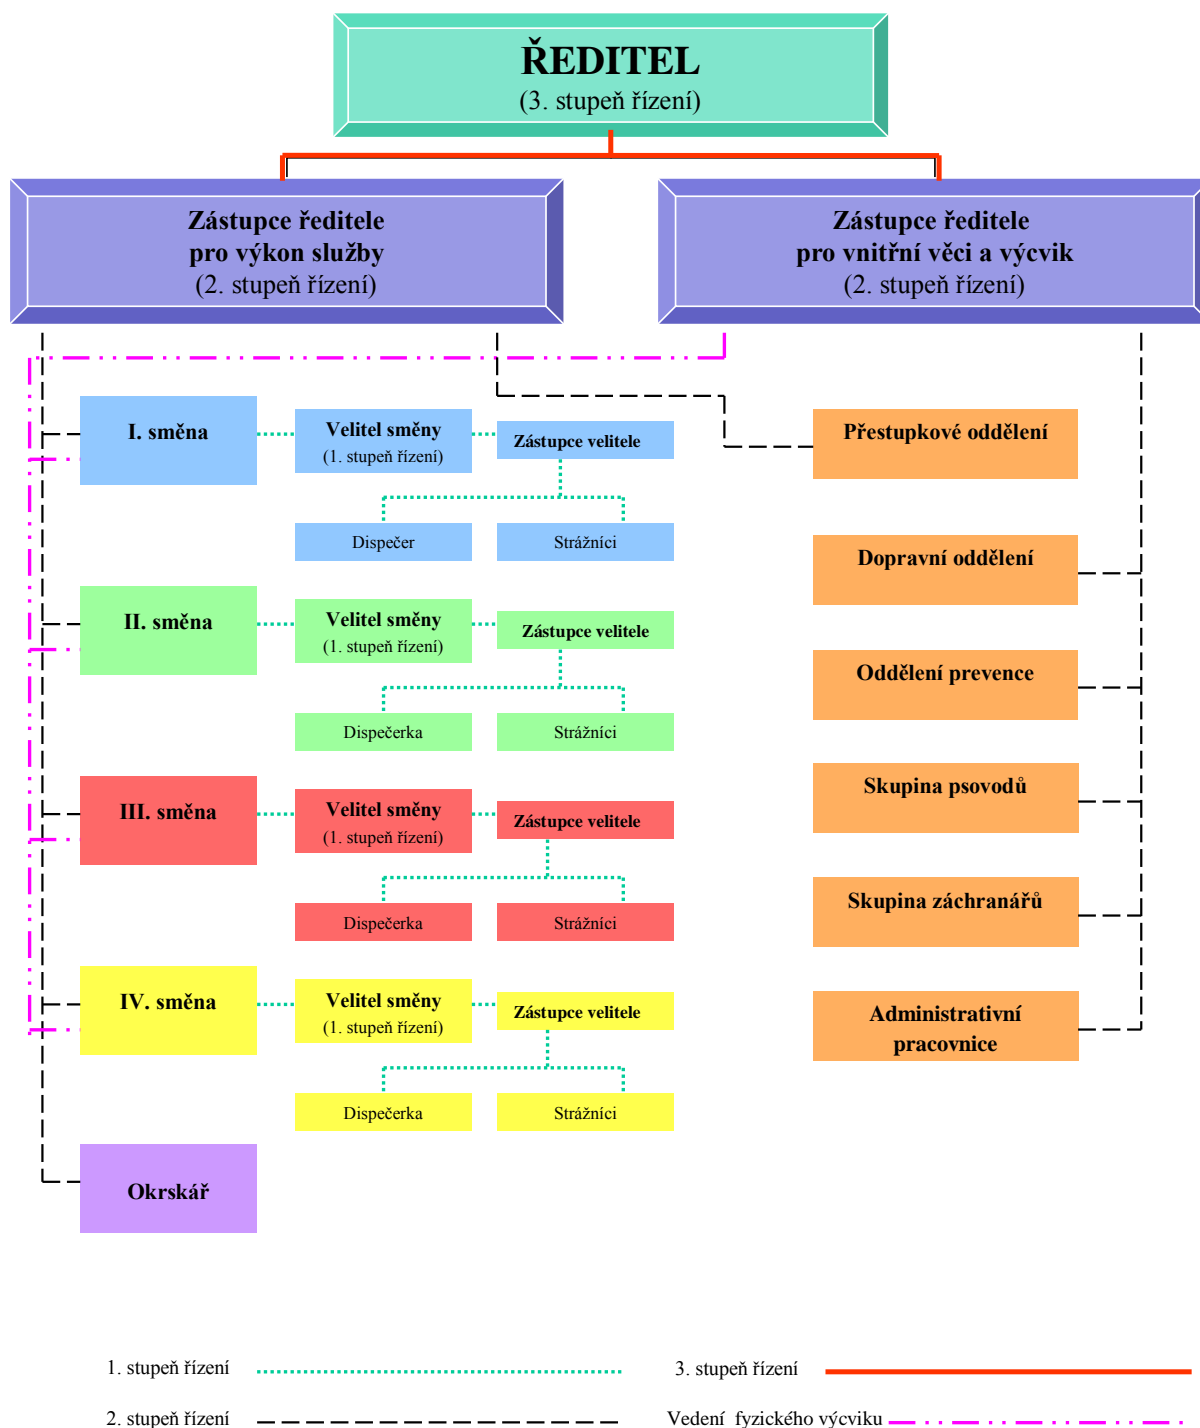 ŘEDITEL
(3. stupeň řízení)
Zástupce ředitele
pro výkon služby
(2. stupeň řízení)
Zástupce ředitele
pro vnitřní věci a výcvik
(2. stupeň řízení)
I. směna
Velitel směny
(1. stupeň řízení)
Zástupce velitele
Dispečer
Strážníci
II. směna
Velitel směny
(1. stupeň řízení)
Zástupce velitele
Dispečerka
Strážníci
III. směna
Velitel směny
(1. stupeň řízení)
Zástupce velitele
Dispečerka
Strážníci
IV. směna
Velitel směny
(1. stupeň řízení)
Zástupce velitele
Dispečerka
Strážníci
Okrskář
Přestupkové oddělení
Dopravní oddělení
Oddělení prevence
Skupina psovodů
Skupina záchranářů
Administrativní
pracovnice
1. stupeň řízení
3. stupeň řízení
2. stupeň řízení
Vedení fyzického výcviku